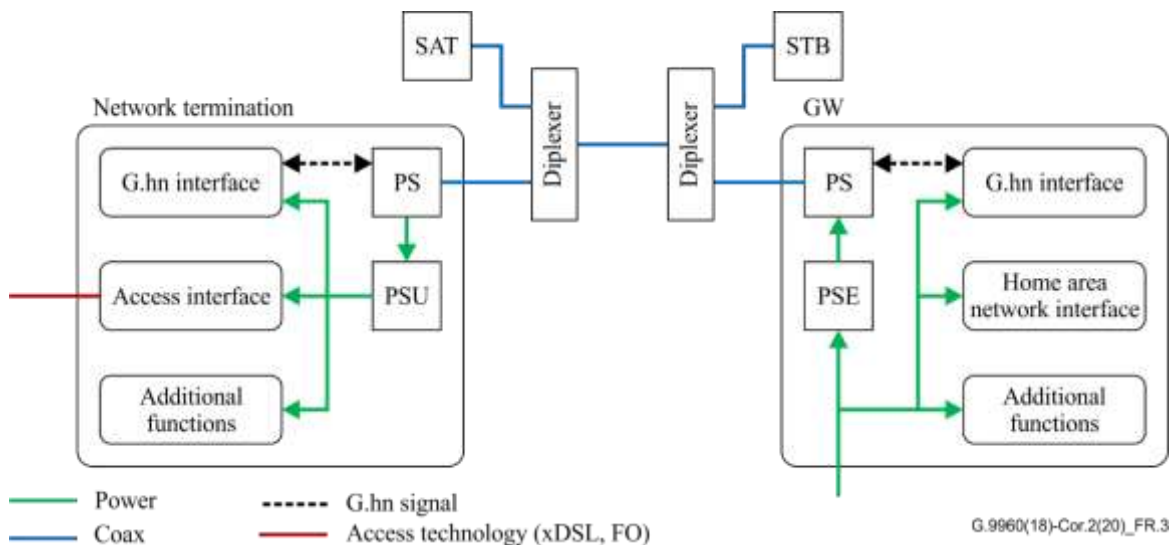 SAT
STB
Diplexer
Diplexer
Network termination
GW
G.hn interface
PS
PS
G.hn interface
Access interface
PSU
PSE
Home area
network interface
Additional
functions
Additional
functions
Power
G.hn signal
Coax
Access technology (xDSL, FO)
G.9960(18)-Cor.2(20)_FR.3